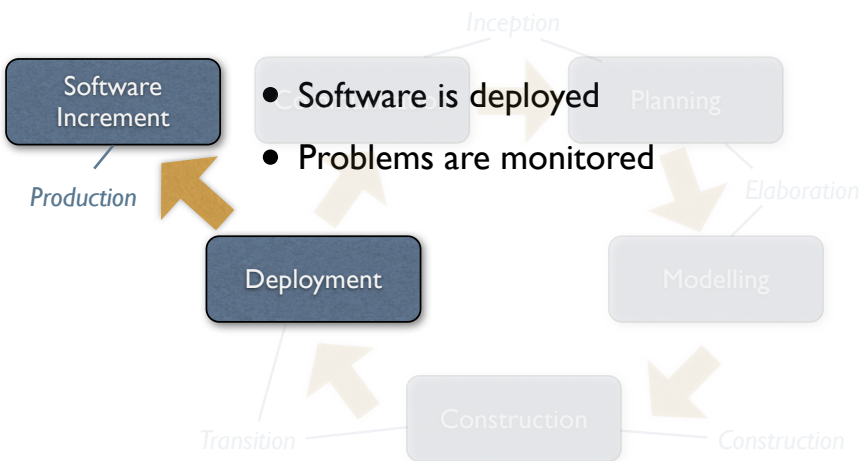 Inception
Software
Increment
• Software is deployed
Planning
• Problems are monitored
Production
Elaboration
Deployment
Modelling
Construction
Transition
Construction